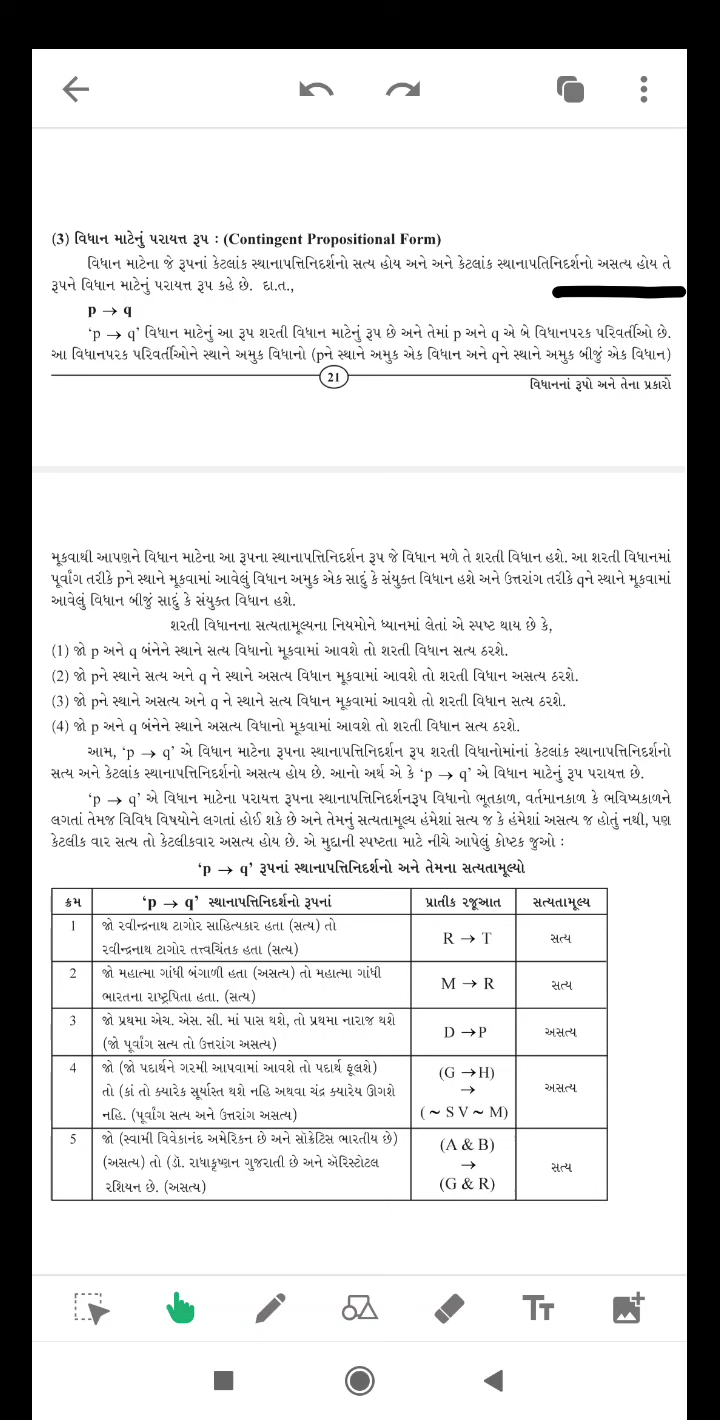 (3) વિધાન માટેનું પરાયત્ત રૂપ : (Contingent Propositional Form)
વિધાન માટેના જે રૂપનાં કેટલાંક સ્થાનાપત્તિનિદર્શનો સત્ય હોય અને અને કેટલાંક સ્થાનાપતિનિદર્શનો અસત્ય હોય તે
રૂપને વિધાન માટેનું પરાયત્ત રૂપ કહે છે. દા.ત.,
p → q
‘p → q’ વિધાન માટેનું આ રૂપ શરતી વિધાન માટેનું રૂપ છે અને તેમાં p અને q એ બે વિધાનપરક પરિવર્તીઓ છે.
આ વિધાનપરક પરિવર્તીઓને સ્થાને અમુક વિધાનો (pને સ્થાને અમુક એક વિધાન અને qને સ્થાને અમુક બીજું એક વિધાન)
21
વિધાનનાં રૂપો અને તેના પ્રકારો
મૂકવાથી આપણને વિધાન માટેના આ રૂપના સ્થાનાપત્તિનિદર્શન રૂપ જે વિધાન મળે તે શરતી વિધાન હશે. આ શરતી વિધાનમાં
પૂર્વાંગ તરીકે pને સ્થાને મૂકવામાં આવેલું વિધાન અમુક એક સાદું કે સંયુક્ત વિધાન હશે અને ઉત્તરાંગ તરીકે qને સ્થાને મૂકવામાં
આવેલું વિધાન બીજું સાદું કે સંયુક્ત વિધાન હશે.
શરતી વિધાનના સત્યતામૂલ્યના નિયમોને ધ્યાનમાં લેતાં એ સ્પષ્ટ થાય છે કે,
(1) જો p અને q બંનેને સ્થાને સત્ય વિધાનો મૂકવામાં આવશે તો શરતી વિધાન સત્ય ઠરશે.
(2) જો pને સ્થાને સત્ય અને q ને સ્થાને અસત્ય વિધાન મૂકવામાં આવશે તો શરતી વિધાન અસત્ય ઠરશે.
(3) જો pને સ્થાને અસત્ય અને q ને સ્થાને સત્ય વિધાન મૂકવામાં આવશે તો શરતી વિધાન સત્ય ઠરશે.
(4) જો p અને q બંનેને સ્થાને અસત્ય વિધાનો મૂકવામાં આવશે તો શરતી વિધાન સત્ય ઠરશે.
આમ, ‘p → q’ એ વિધાન માટેના રૂપના સ્થાનાપત્તિનિદર્શન રૂપ શરતી વિધાનોમાંનાં કેટલાંક સ્થાનાપત્તિનિદર્શનો
સત્ય અને કેટલાંક સ્થાનાપત્તિનિદર્શનો અસત્ય હોય છે. આનો અર્થ એ કે ‘p → q’ એ વિધાન માટેનું રૂપ પરાયત્ત છે.
‘p → q’ એ વિધાન માટેના પરાયત્ત રૂપના સ્થાનાપત્તિનિદર્શનરૂપ વિધાનો ભૂતકાળ, વર્તમાનકાળ કે ભવિષ્યકાળને
લગતાં તેમજ વિવિધ વિષયોને લગતાં હોઈ શકે છે અને તેમનું સત્યતામૂલ્ય હંમેશાં સત્ય જ કે હંમેશાં અસત્ય જ હોતું નથી, પણ
કેટલીક વાર સત્ય તો કેટલીકવાર અસત્ય હોય છે. એ મુદ્દાની સ્પષ્ટતા માટે નીચે આપેલું કોષ્ટક જુઓ :
‘p → q’ રૂપનાં સ્થાનાપત્તિનિદર્શનો અને તેમના સત્યતામૂલ્યો
ક્રમ ‘p → q’ સ્થાનાપત્તિનિદર્શનો રૂપનાં પ્રાતીક રજૂઆત સત્યતામૂલ્ય
1 જો રવીન્દ્રનાથ ટાગોર સાહિત્યકાર હતા (સત્ય) તો
રવીન્દ્રનાથ ટાગોર તત્ત્વચિંતક હતા (સત્ય) R → T સત્ય
2 જો મહાત્મા ગાંધી બંગાળી હતા (અસત્ય) તો મહાત્મા ગાંધી
ભારતના રાષ્ટ્રપિતા હતા. (સત્ય) M → R સત્ય
3 જો પ્રથમા એચ. એસ. સી. માં પાસ થશે, તો પ્રથમા નારાજ થશે
(જો પૂર્વાંગ સત્ય તો ઉત્તરાંગ અસત્ય) D →P અસત્ય
4 જો (જો પદાર્થને ગરમી આપવામાં આવશે તો પદાર્થ ફૂલશે) (G →H)
તો (કાં તો ક્યારેક સૂર્યાસ્ત થશે નહિ અથવા ચંદ્ર ક્યારેય ઊગશે → અસત્ય
નહિ. (પૂર્વાંગ સત્ય અને ઉત્તરાંગ અસત્ય) ( ~ S V ~ M)
5 જો (સ્વામી વિવેકાનંદ અમેરિકન છે અને સૉક્રેટિસ ભારતીય છે) (A & B)
(અસત્ય) તો (ડૉ. રાધાકૃષ્ણન ગુજરાતી છે અને ઍરિસ્ટોટલ → સત્ય
રશિયન છે. (અસત્ય) (G & R)
TT